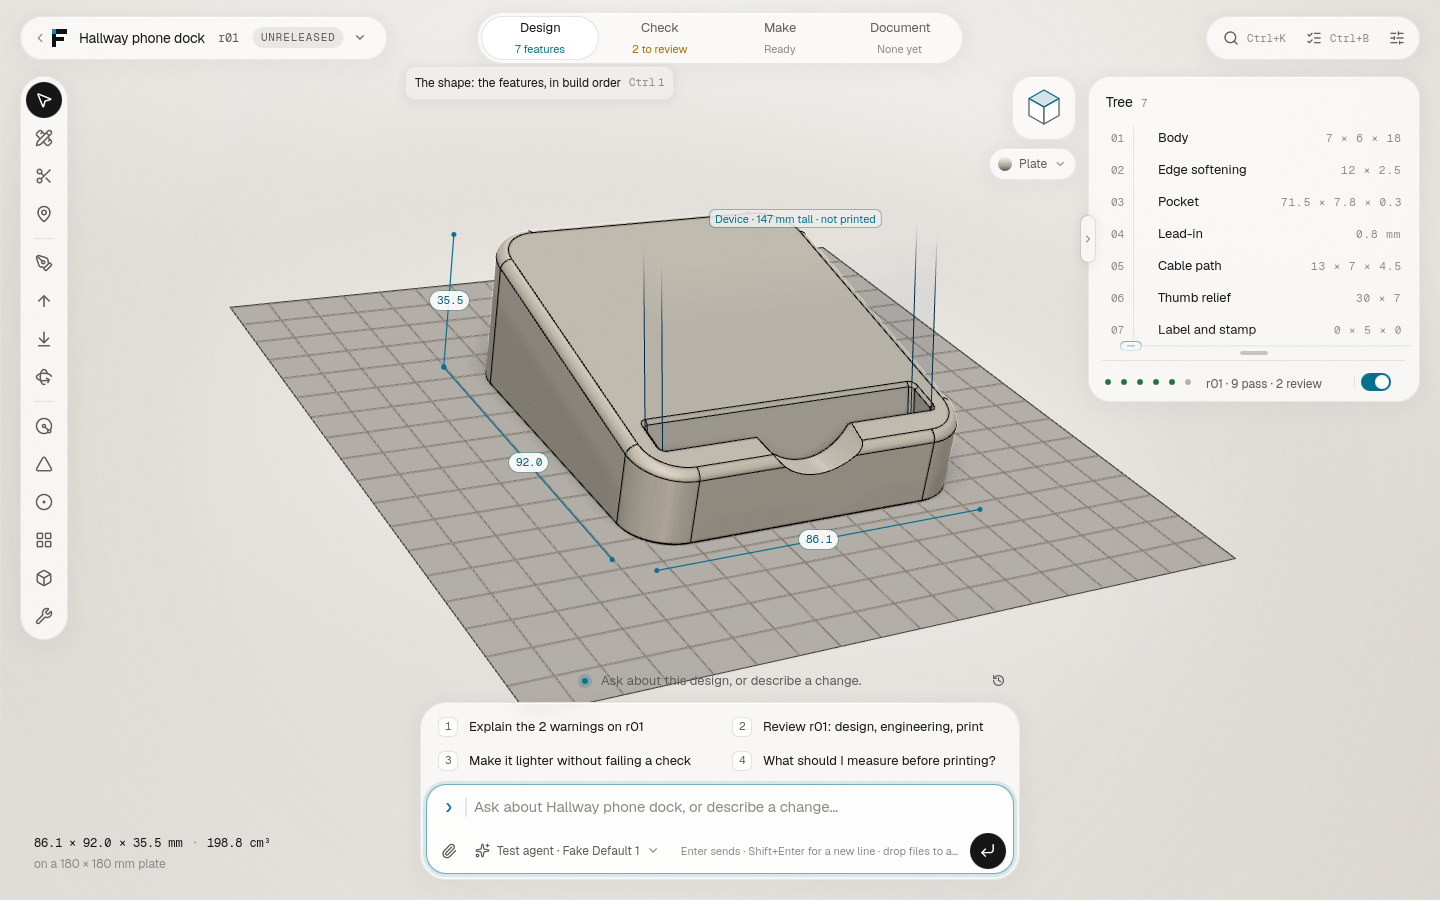 Hallway phone dock r01 UNRELEASED
Design
7 features
Check
2 to review
Make
Ready
Document
None yet
Ctrl+K
Ctrl+B
The shape: the features, in build order Ctrl 1
Plate
Tree 7
01 Body 7 × 6 × 18
02 Edge softening 12 × 2.5
03 Pocket 71.5 × 7.8 × 0.3
04 Lead-in 0.8 mm
05 Cable path 13 × 7 × 4.5
06 Thumb relief 30 × 7
07 Label and stamp 0 × 5 × 0
r01 · 9 pass · 2 review
Device · 147 mm tall · not printed
35.5
92.0
86.1
Ask about this design, or describe a change.
1 Explain the 2 warnings on r01
2 Review r01: design, engineering, print
3 Make it lighter without failing a check
4 What should I measure before printing?
Ask about Hallway phone dock, or describe a change...
Test agent · Fake Default 1
Enter sends · Shift+Enter for a new line · drop files to a...
86.1 × 92.0 × 35.5 mm · 198.8 cm³
on a 180 × 180 mm plate